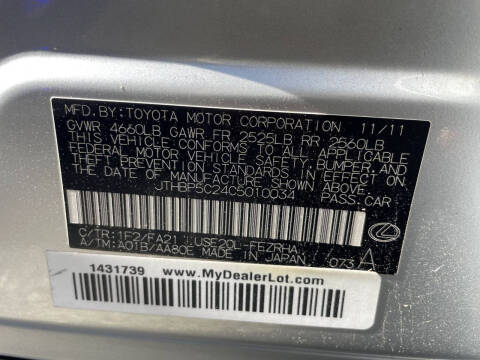 MFD.BY:TOYOTA MOTOR CORPORATION 11/11
GVWR 4660LB GAWR FR 2525LB RR 2560LB
THIS VEHICLE CONFORMS TO ALL APPLICABLE
FEDERAL MOTOR VEHICLE SAFETY, BUMPER, AND
THEFT PREVENTION STANDARDS IN EFFECT ON
THE DATE OF MANUFACTURE SHOWN ABOVE.
JTHBP5C24C5010034 PASS.CAR
C/TR:1F2/FA21 USE20L-FEZRHA
A/TM:A01B/AA80E MADE IN JAPAN 073 A
1431739 www.MyDealerLot.com